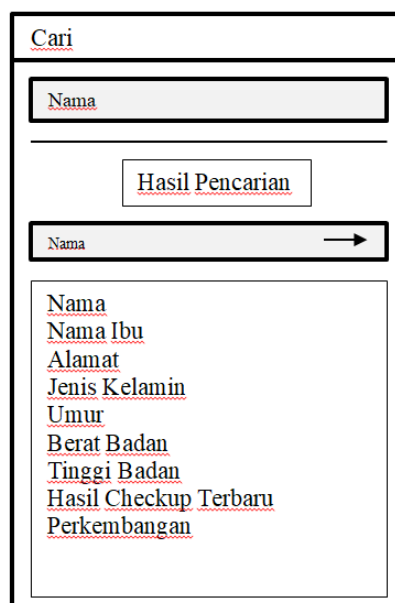 Cari
Nama
Hasil Pencarian
Nama
Nama
Nama Ibu
Alamat
Jenis Kelamin
Umur
Berat Badan
Tinggi Badan
Hasil Checkup Terbaru
Perkembangan